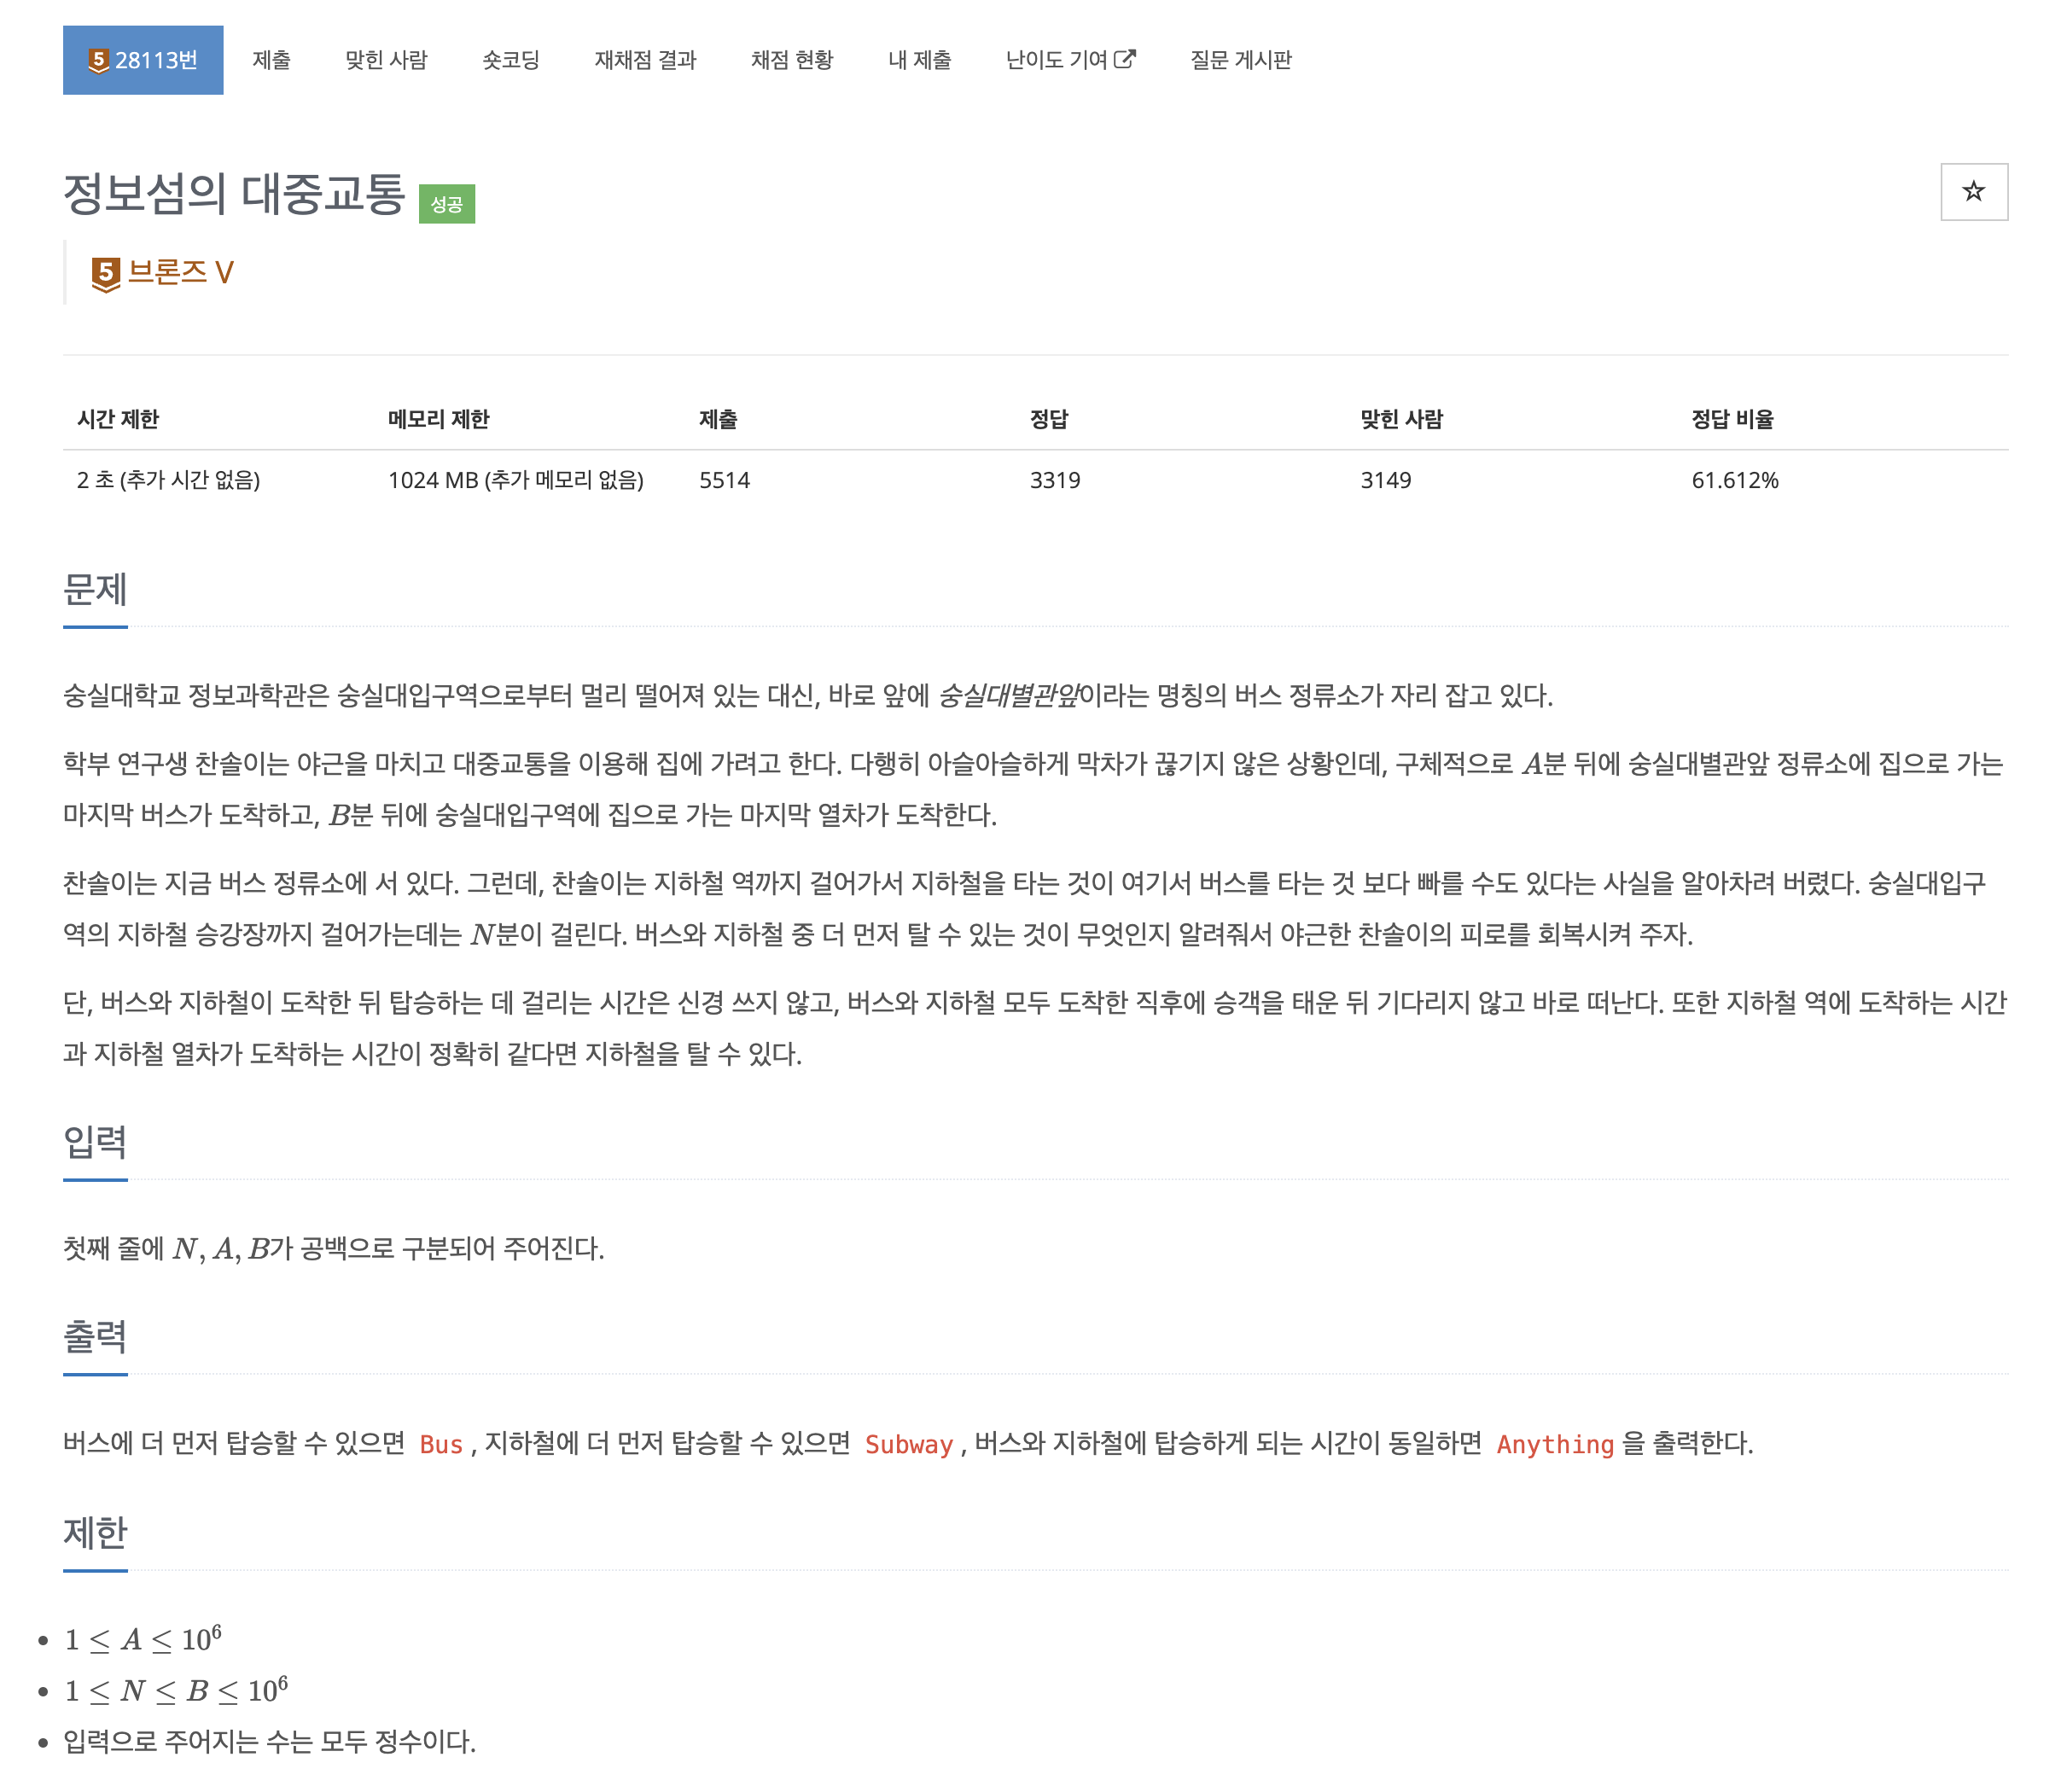 5 28113번 제출 맞힌 사람 숏코딩 재채점 결과 채점 현황 내 제출 난이도 기여 질문 게시판
정보섬의 대중교통 성공
5 브론즈 V
시간 제한 메모리 제한 제출 정답 맞힌 사람 정답 비율
2 초 (추가 시간 없음) 1024 MB (추가 메모리 없음) 5514 3319 3149 61.612%
문제
숭실대학교 정보과학관은 숭실대입구역으로부터 멀리 떨어져 있는 대신, 바로 앞에 숭실대별관앞이라는 명칭의 버스 정류소가 자리 잡고 있다.
학부 연구생 찬솔이는 야근을 마치고 대중교통을 이용해 집에 가려고 한다. 다행히 아슬아슬하게 막차가 끊기지 않은 상황인데, 구체적으로 A분 뒤에 숭실대별관앞 정류소에 집으로 가는
마지막 버스가 도착하고, B분 뒤에 숭실대입구역에 집으로 가는 마지막 열차가 도착한다.
찬솔이는 지금 버스 정류소에 서 있다. 그런데, 찬솔이는 지하철 역까지 걸어가서 지하철을 타는 것이 여기서 버스를 타는 것 보다 빠를 수도 있다는 사실을 알아차려 버렸다. 숭실대입구
역의 지하철 승강장까지 걸어가는데는 N분이 걸린다. 버스와 지하철 중 더 먼저 탈 수 있는 것이 무엇인지 알려줘서 야근한 찬솔이의 피로를 회복시켜 주자.
단, 버스와 지하철이 도착한 뒤 탑승하는 데 걸리는 시간은 신경 쓰지 않고, 버스와 지하철 모두 도착한 직후에 승객을 태운 뒤 기다리지 않고 바로 떠난다. 또한 지하철 역에 도착하는 시간
과 지하철 열차가 도착하는 시간이 정확히 같다면 지하철을 탈 수 있다.
입력
첫째 줄에 N, A, B가 공백으로 구분되어 주어진다.
출력
버스에 더 먼저 탑승할 수 있으면 Bus, 지하철에 더 먼저 탑승할 수 있으면 Subway, 버스와 지하철에 탑승하게 되는 시간이 동일하면 Anything을 출력한다.
제한
• 1 ≤ A ≤ 10⁶
• 1 ≤ N ≤ B ≤ 10⁶
• 입력으로 주어지는 수는 모두 정수이다.